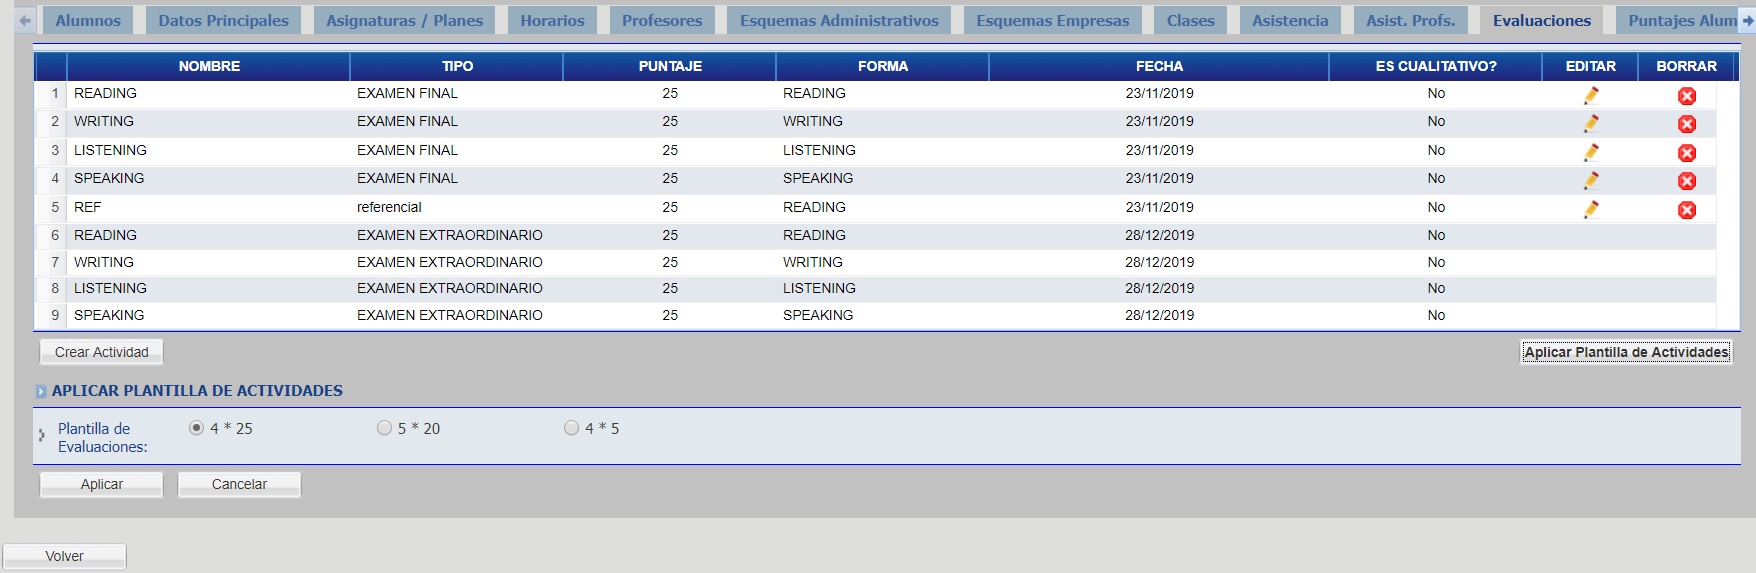 Alumnos Datos Principales Asignaturas / Planes Horarios Profesores Esquemas Administrativos Esquemas Empresas Clases Asistencia Asist. Profs. Evaluaciones Puntajes Alum
NOMBRE TIPO PUNTAJE FORMA FECHA ES CUALITATIVO? EDITAR BORRAR
1 READING EXAMEN FINAL 25 READING 23/11/2019 No
2 WRITING EXAMEN FINAL 25 WRITING 23/11/2019 No
3 LISTENING EXAMEN FINAL 25 LISTENING 23/11/2019 No
4 SPEAKING EXAMEN FINAL 25 SPEAKING 23/11/2019 No
5 REF referencial 25 READING 23/11/2019 No
6 READING EXAMEN EXTRAORDINARIO 25 READING 28/12/2019 No
7 WRITING EXAMEN EXTRAORDINARIO 25 WRITING 28/12/2019 No
8 LISTENING EXAMEN EXTRAORDINARIO 25 LISTENING 28/12/2019 No
9 SPEAKING EXAMEN EXTRAORDINARIO 25 SPEAKING 28/12/2019 No
Crear Actividad Aplicar Plantilla de Actividades
APLICAR PLANTILLA DE ACTIVIDADES
Plantilla de 4 * 25 5 * 20 4 * 5
Evaluaciones:
Aplicar Cancelar
Volver